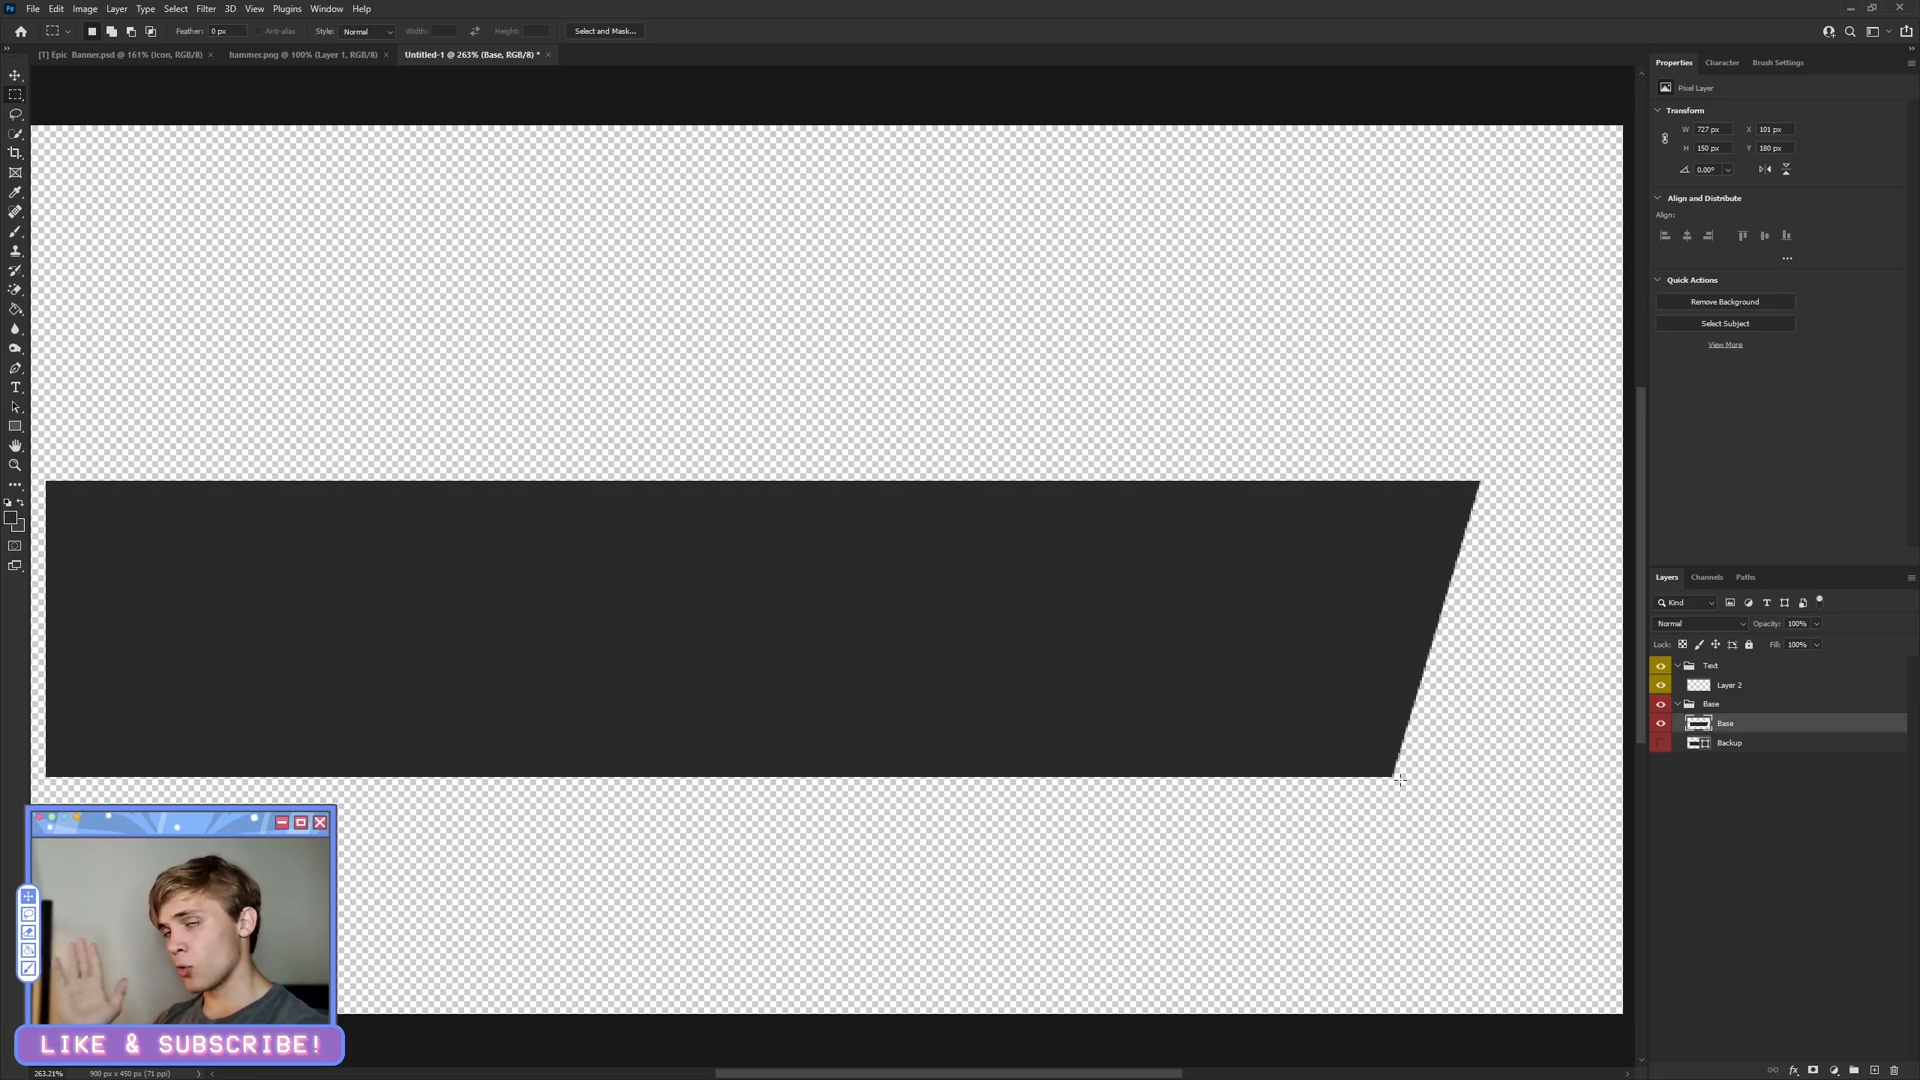 Ps File Edit Image Layer Type Select Filter 3D View Plugins Window Help
Feather: 0 px Anti-alias Style: Normal Width: Height: Select and Mask...
[T] Epic Banner.psd @ 161% (Icon, RGB/8) × hammer.png @ 100% (Layer 1, RGB/8) × Untitled-1 @ 263% (Base, RGB/8) * ×
Properties Character Brush Settings
Pixel Layer
Transform
W 727 px X 101 px
H 150 px Y 180 px
0.00°
Align and Distribute
Align:
Quick Actions
Remove Background
Select Subject
View More
Layers Channels Paths
Kind
Normal Opacity: 100%
Lock: Fill: 100%
Text
Layer 2
Base
Base
Backup
LIKE & SUBSCRIBE!
263.21% 900 px x 450 px (71 ppi)